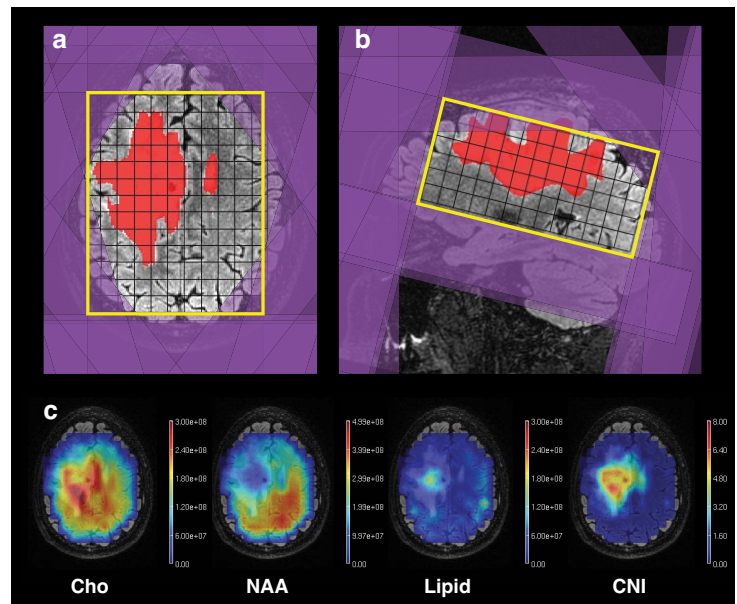 a
b
c
3.00e+08
2.40e+08
1.80e+08
1.20e+08
6.00e+07
0.00
4.99e+08
3.99e+08
2.99e+08
1.99e+08
9.97e+07
0.00
3.00e+08
2.40e+08
1.80e+08
1.20e+08
6.00e+07
0.00
8.00
6.40
4.80
3.20
1.60
0.00
Cho
NAA
Lipid
CNI